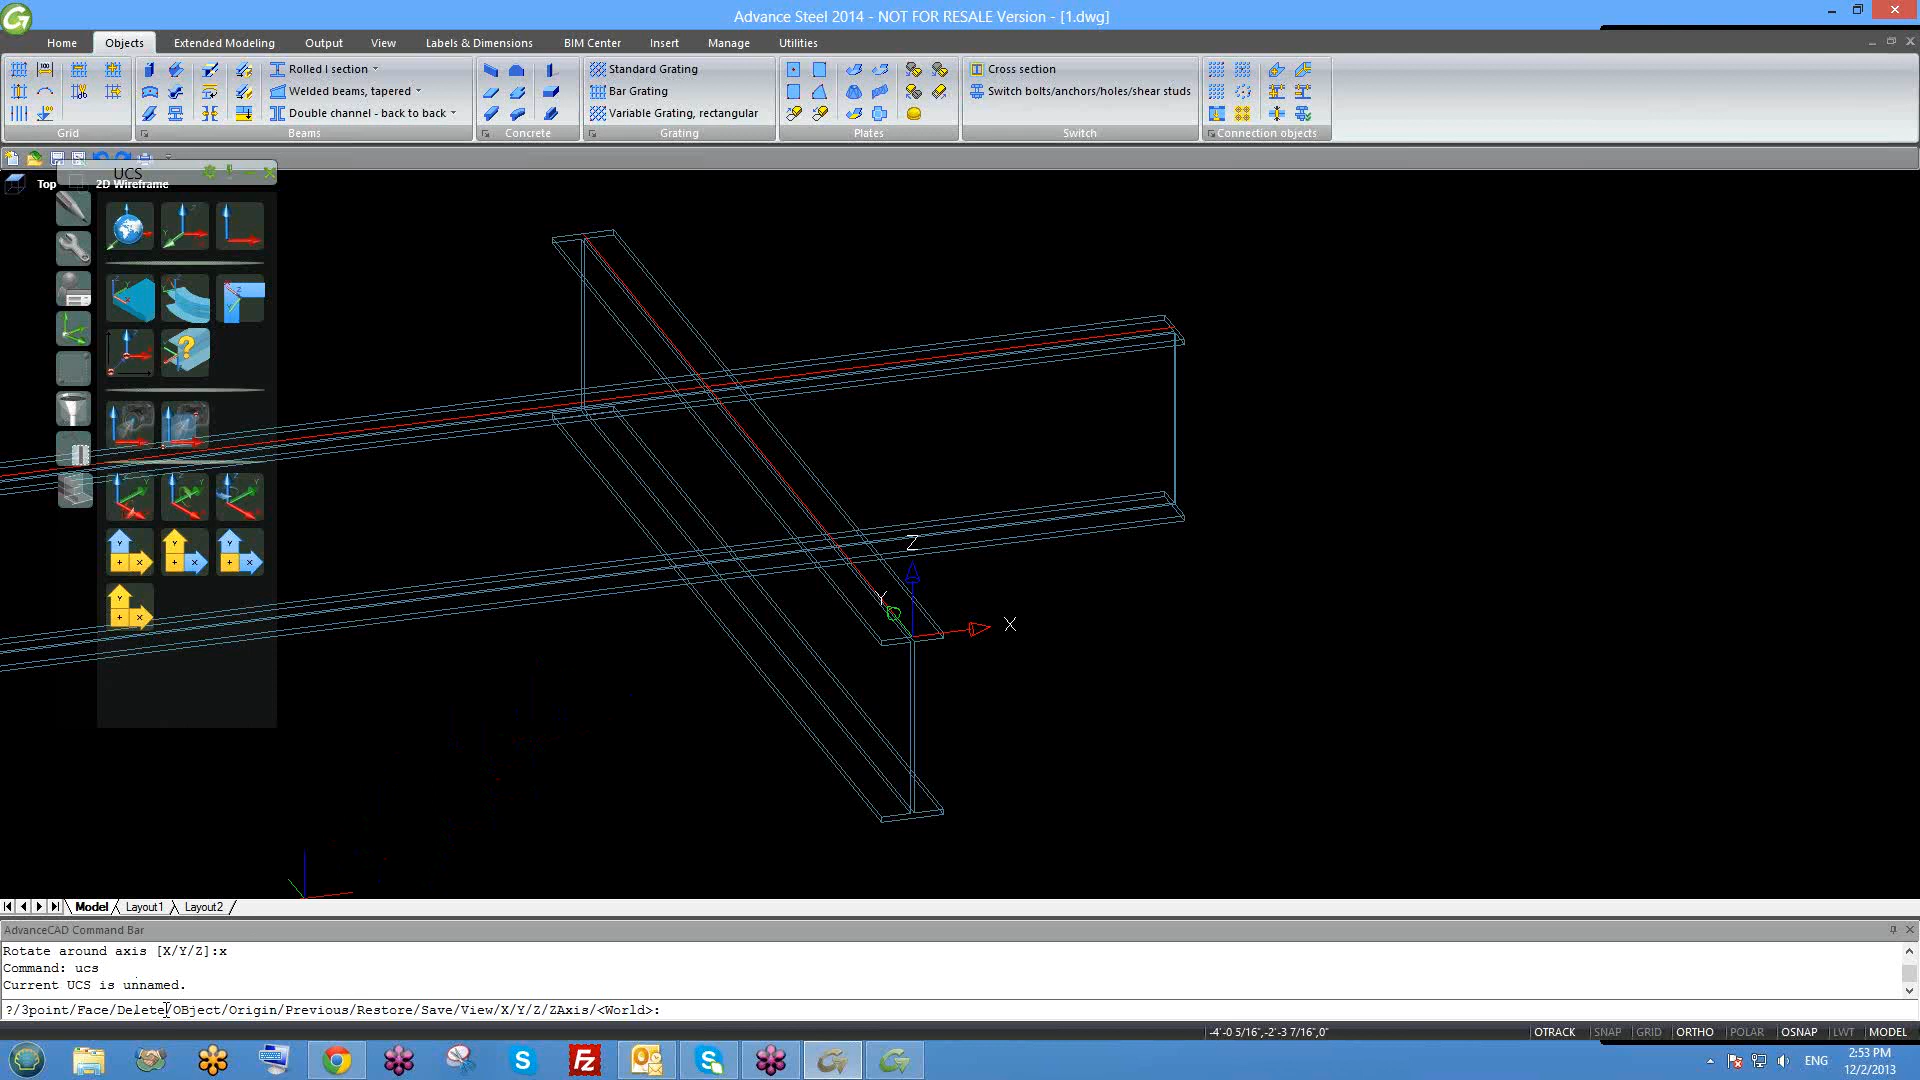 Advance Steel 2014 - NOT FOR RESALE Version - [1.dwg]
Home Objects Extended Modeling Output View Labels & Dimensions BIM Center Insert Manage Utilities
Rolled I section Standard Grating Cross section
Welded beams, tapered Bar Grating Switch bolts/anchors/holes/shear studs
Double channel - back to back Variable Grating, rectangular
Grid Beams Concrete Grating Plates Switch Connection objects
UCS
Top 2D Wireframe
Z
Y
X
Model Layout1 Layout2
AdvanceCAD Command Bar
Rotate around axis [X/Y/Z]:x
Command: ucs
Current UCS is unnamed.
?/3point/Face/Delete/OBject/Origin/Previous/Restore/Save/View/X/Y/Z/ZAxis/<World>:
-4'-0 5/16",-2'-3 7/16",0" OTRACK SNAP GRID ORTHO POLAR OSNAP LWT MODEL
ENG
2:53 PM
12/2/2013